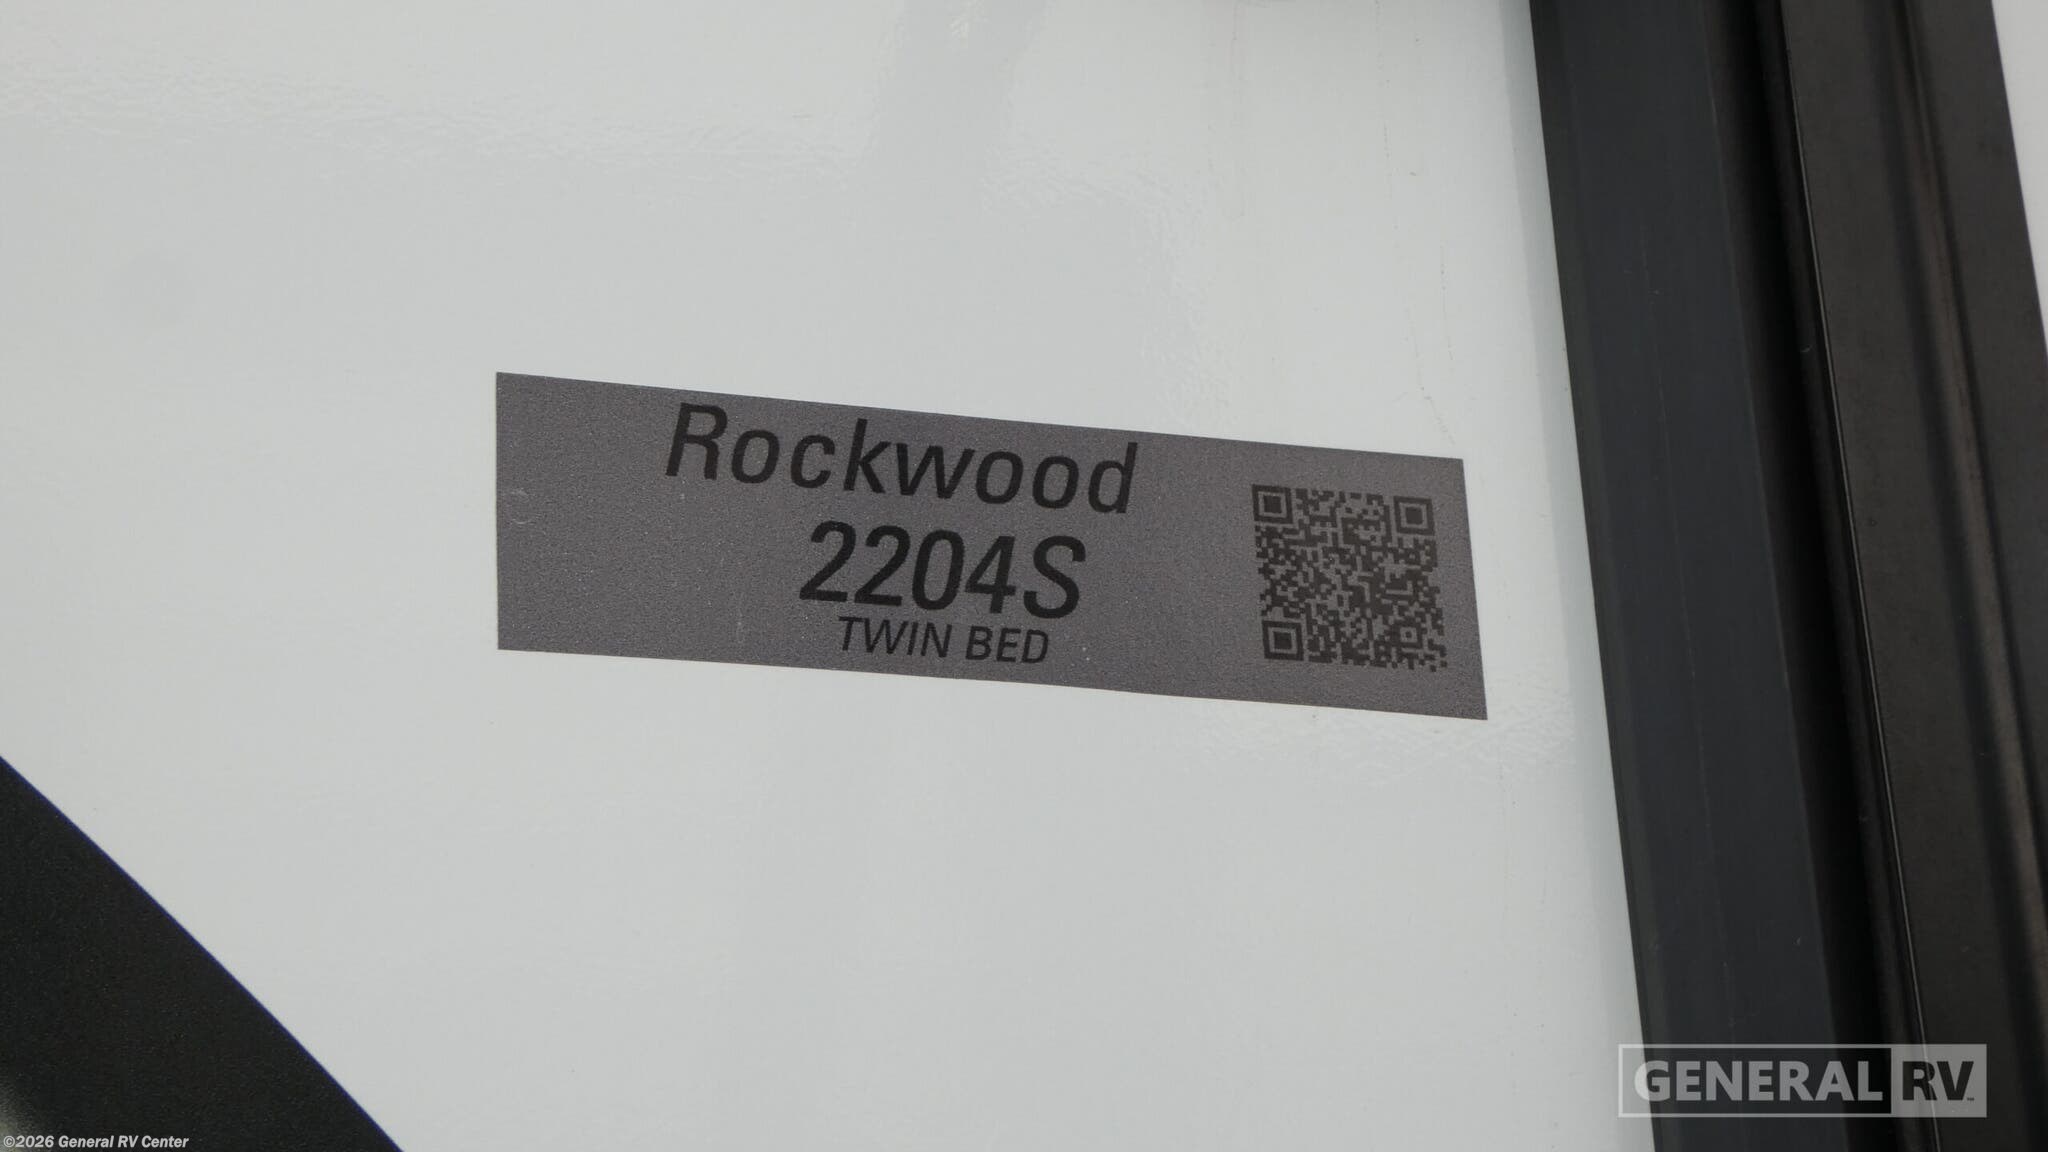 Rockwood
2204S
TWIN BED
GENERAL RV
©2026 General RV Center